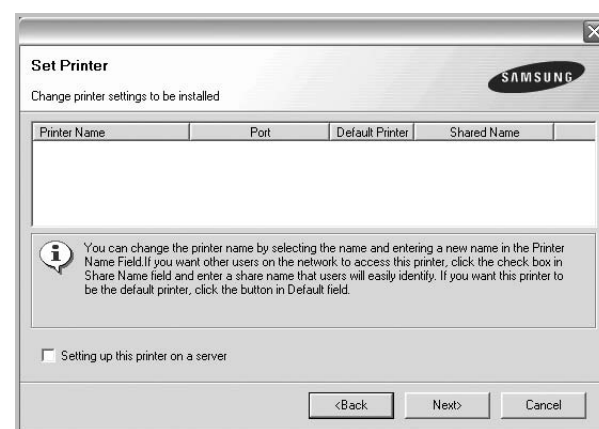 Set Printer
SAMSUNG
Change printer settings to be installed
Printer Name Port Default Printer Shared Name
You can change the printer name by selecting the name and entering a new name in the Printer
Name Field.If you want other users on the network to access this printer, click the check box in
Share Name field and enter a share name that users will easily identify. If you want this printer to
be the default printer, click the button in Default field.
Setting up this printer on a server
<Back Next> Cancel